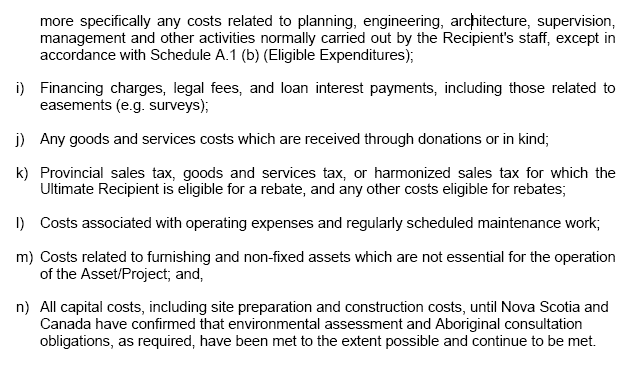 more specifically any costs related to planning, engineering, architecture, supervision,
management and other activities normally carried out by the Recipient's staff, except in
accordance with Schedule A.1 (b) (Eligible Expenditures);
i) Financing charges, legal fees, and loan interest payments, including those related to
easements (e.g. surveys);
j) Any goods and services costs which are received through donations or in kind;
k) Provincial sales tax, goods and services tax, or harmonized sales tax for which the
Ultimate Recipient is eligible for a rebate, and any other costs eligible for rebates;
l) Costs associated with operating expenses and regularly scheduled maintenance work;
m) Costs related to furnishing and non-fixed assets which are not essential for the operation
of the Asset/Project; and,
n) All capital costs, including site preparation and construction costs, until Nova Scotia and
Canada have confirmed that environmental assessment and Aboriginal consultation
obligations, as required, have been met to the extent possible and continue to be met.